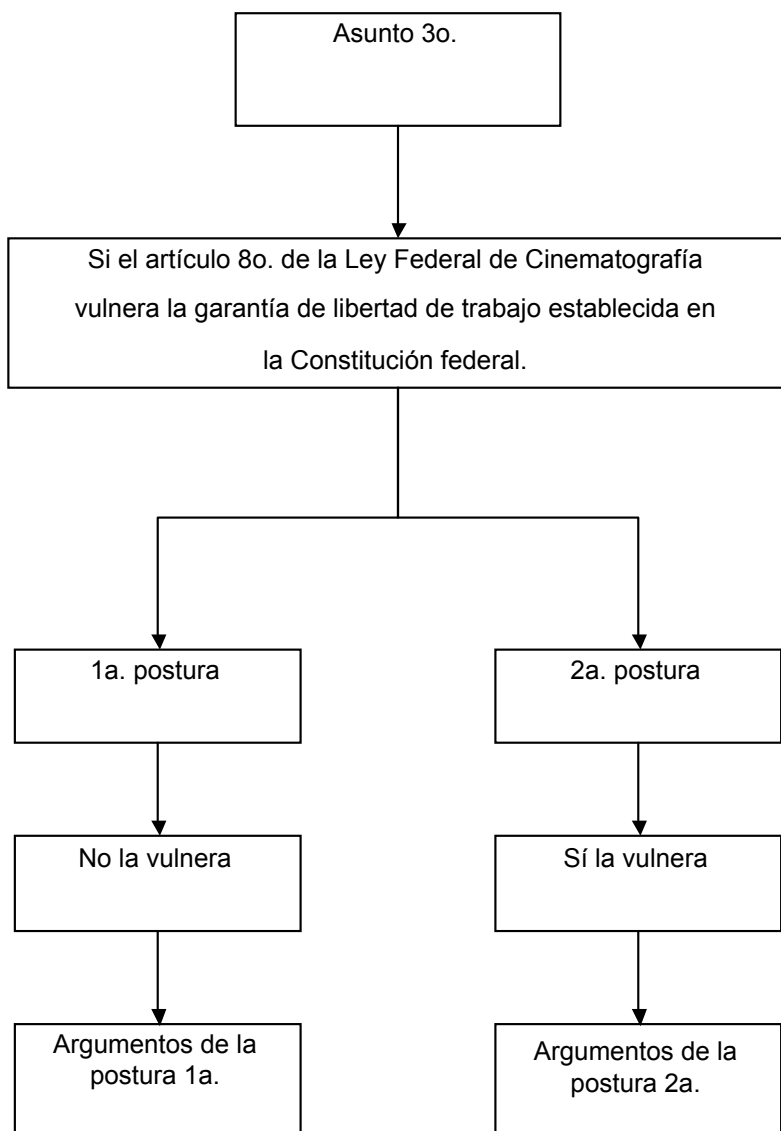 Asunto 3o.
Si el artículo 8o. de la Ley Federal de Cinematografía
vulnera la garantía de libertad de trabajo establecida en
la Constitución federal.
1a. postura
2a. postura
No la vulnera
Sí la vulnera
Argumentos de la
postura 1a.
Argumentos de la
postura 2a.